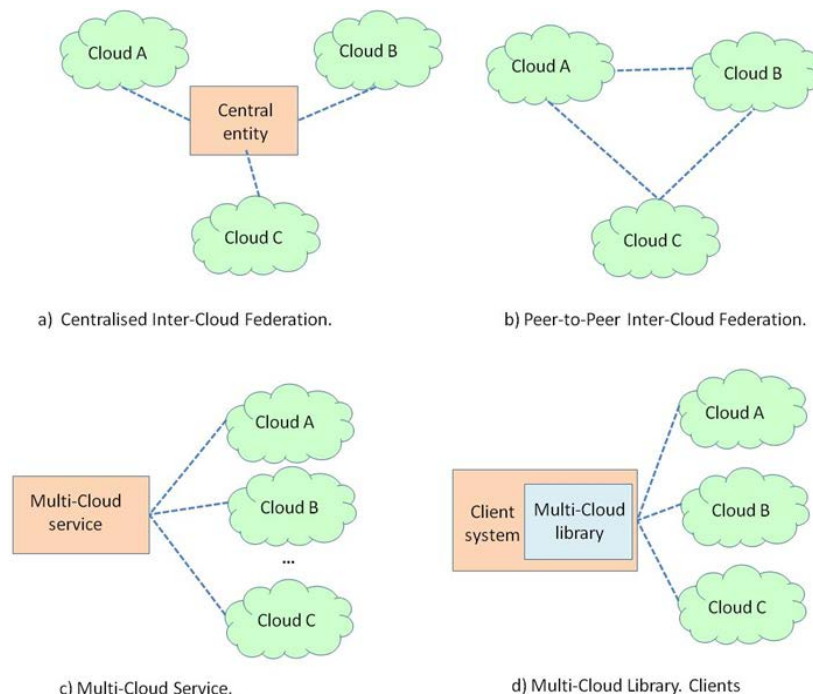 Cloud A
Cloud B
Central
entity
Cloud C
a) Centralised Inter-Cloud Federation.
Cloud A
Cloud B
Cloud C
b) Peer-to-Peer Inter-Cloud Federation.
Multi-Cloud
service
Cloud A
Cloud B
...
Cloud C
c) Multi-Cloud Service.
Client
system
Multi-Cloud
library
Cloud A
Cloud B
Cloud C
d) Multi-Cloud Library. Clients